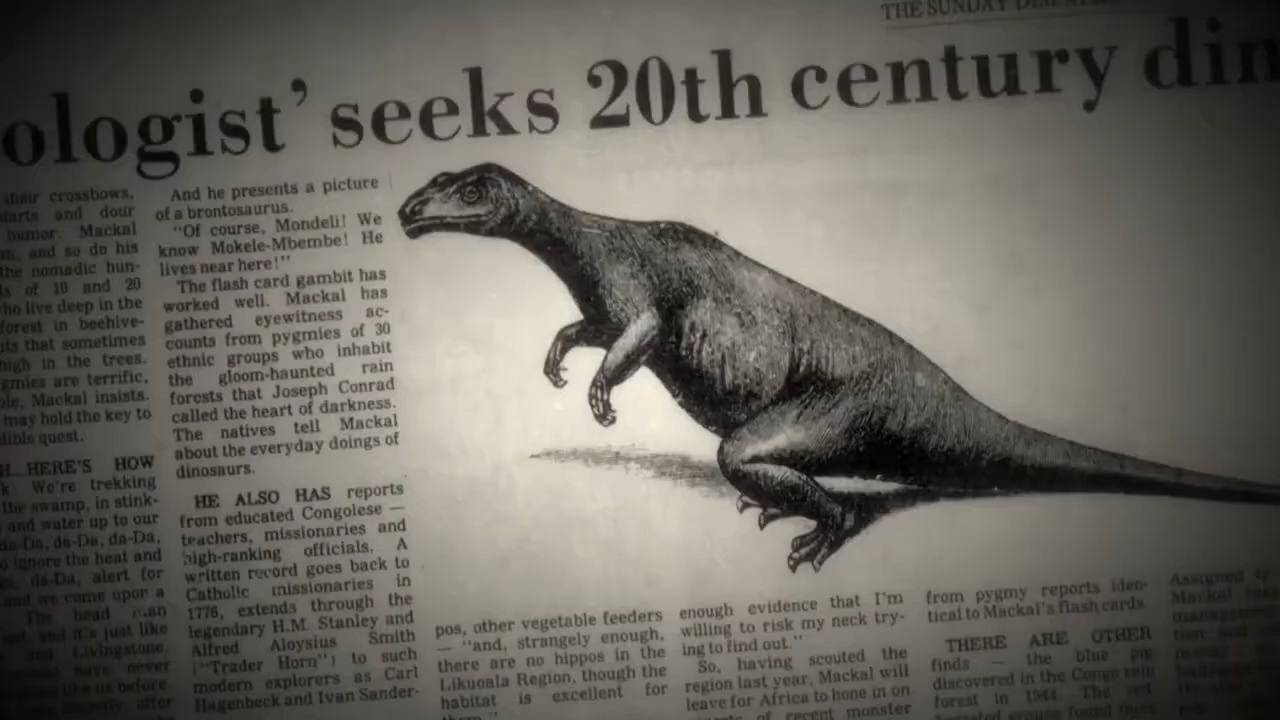 THE SUNDAY
ologist' seeks 20th century din
their crossbows,
darts and dour
humor. Mackal
m, and so do his
the nomadic hun-
ds of 10 and 20
who live deep in the
forest in beehive-
uts that sometimes
high in the trees.
gmies are terrific,
ble, Mackal insists.
may hold the key to
dible quest.
H...HERE'S HOW
k. We're trekking
the swamp, in stink-
and water up to our
da-Da, da-Da, da-Da,
o ignore the heat and
da-Da, alert for
and we come upon a
The head man
and it's just like
and Livingstone.
have never
like us before.
offer
And he presents a picture
of a brontosaurus.
"Of course, Mondeli! We
know Mokele-Mbembe! He
lives near here!"
The flash card gambit has
worked well. Mackal has
gathered eyewitness ac-
counts from pygmies of 30
ethnic groups who inhabit
the gloom-haunted rain
forests that Joseph Conrad
called the heart of darkness.
The natives tell Mackal
about the everyday doings of
dinosaurs.
HE ALSO HAS reports
from educated Congolese —
teachers, missionaries and
high-ranking officials. A
written record goes back to
Catholic missionaries in
1776, extends through the
legendary H.M. Stanley and
Alfred Aloysius Smith
("Trader Horn") to such
modern explorers as Carl
Hagenbeck and Ivan Sander-
pos, other vegetable feeders
— "and, strangely enough,
there are no hippos in the
Likuoala Region, though the
habitat is excellent for
them."
enough evidence that I'm
willing to risk my neck try-
ing to find out."
So, having scouted the
region last year, Mackal will
leave for Africa to hone in on
of recent monster
from pygmy reports iden-
tical to Mackal's flash cards.
THERE ARE OTHER
finds — the blue pig
discovered in the Congo rain
forest in 1944. The red
Assigned
Mackal